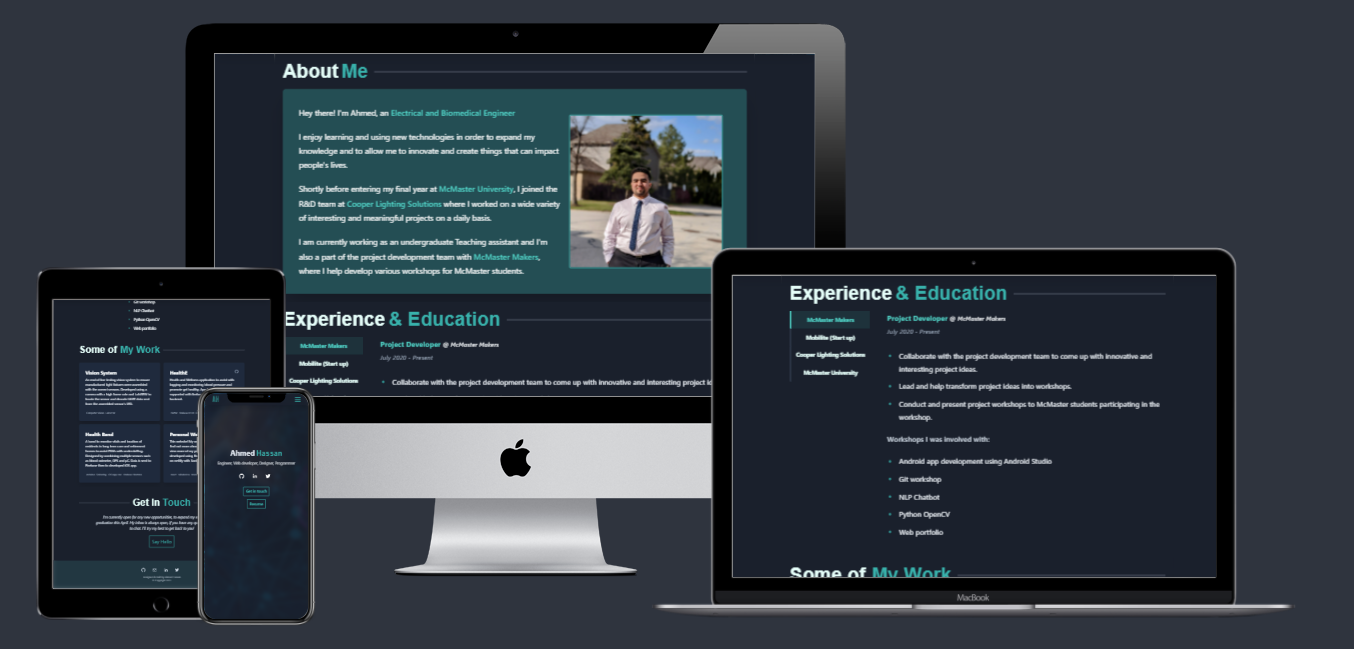 About Me
Hey there! I'm Ahmed, an Electrical and Biomedical Engineer
I enjoy learning and using new technologies in order to expand my
knowledge and to allow me to innovate and create things that can impact
people's lives.
Shortly before entering my final year at McMaster University, I joined the
R&D team at Cooper Lighting Solutions where I worked on a wide variety
of interesting and meaningful projects on a daily basis.
I am currently working as an undergraduate Teaching assistant and I'm
also a part of the project development team with McMaster Makers,
where I help develop various workshops for McMaster students.
Experience & Education
McMaster Makers
Mobilite (Start up)
Cooper Lighting Solutions
Project Developer @ McMaster Makers
July 2020 – Present
Collaborate with the project development team to come up with innovative and interesting project
Git workshop
NLP Chatbot
Python OpenCV
Web portfolio
Some of My Work
Vision System
Health Band
Personal
Get In Touch
Say Hello
Ahmed Hassan
Engineer, Web developer, Designer, Programmer
Get in touch
Resume
Experience & Education
McMaster Makers
Mobilite (Start up)
Cooper Lighting Solutions
McMaster University
Project Developer @ McMaster Makers
July 2020 – Present
Collaborate with the project development team to come up with innovative and
interesting project ideas.
Lead and help transform project ideas into workshops.
Conduct and present project workshops to McMaster students participating in the
workshop.
Workshops I was involved with:
Android app development using Android Studio
Git workshop
NLP Chatbot
Python OpenCV
Web portfolio
Some of My Work
MacBook